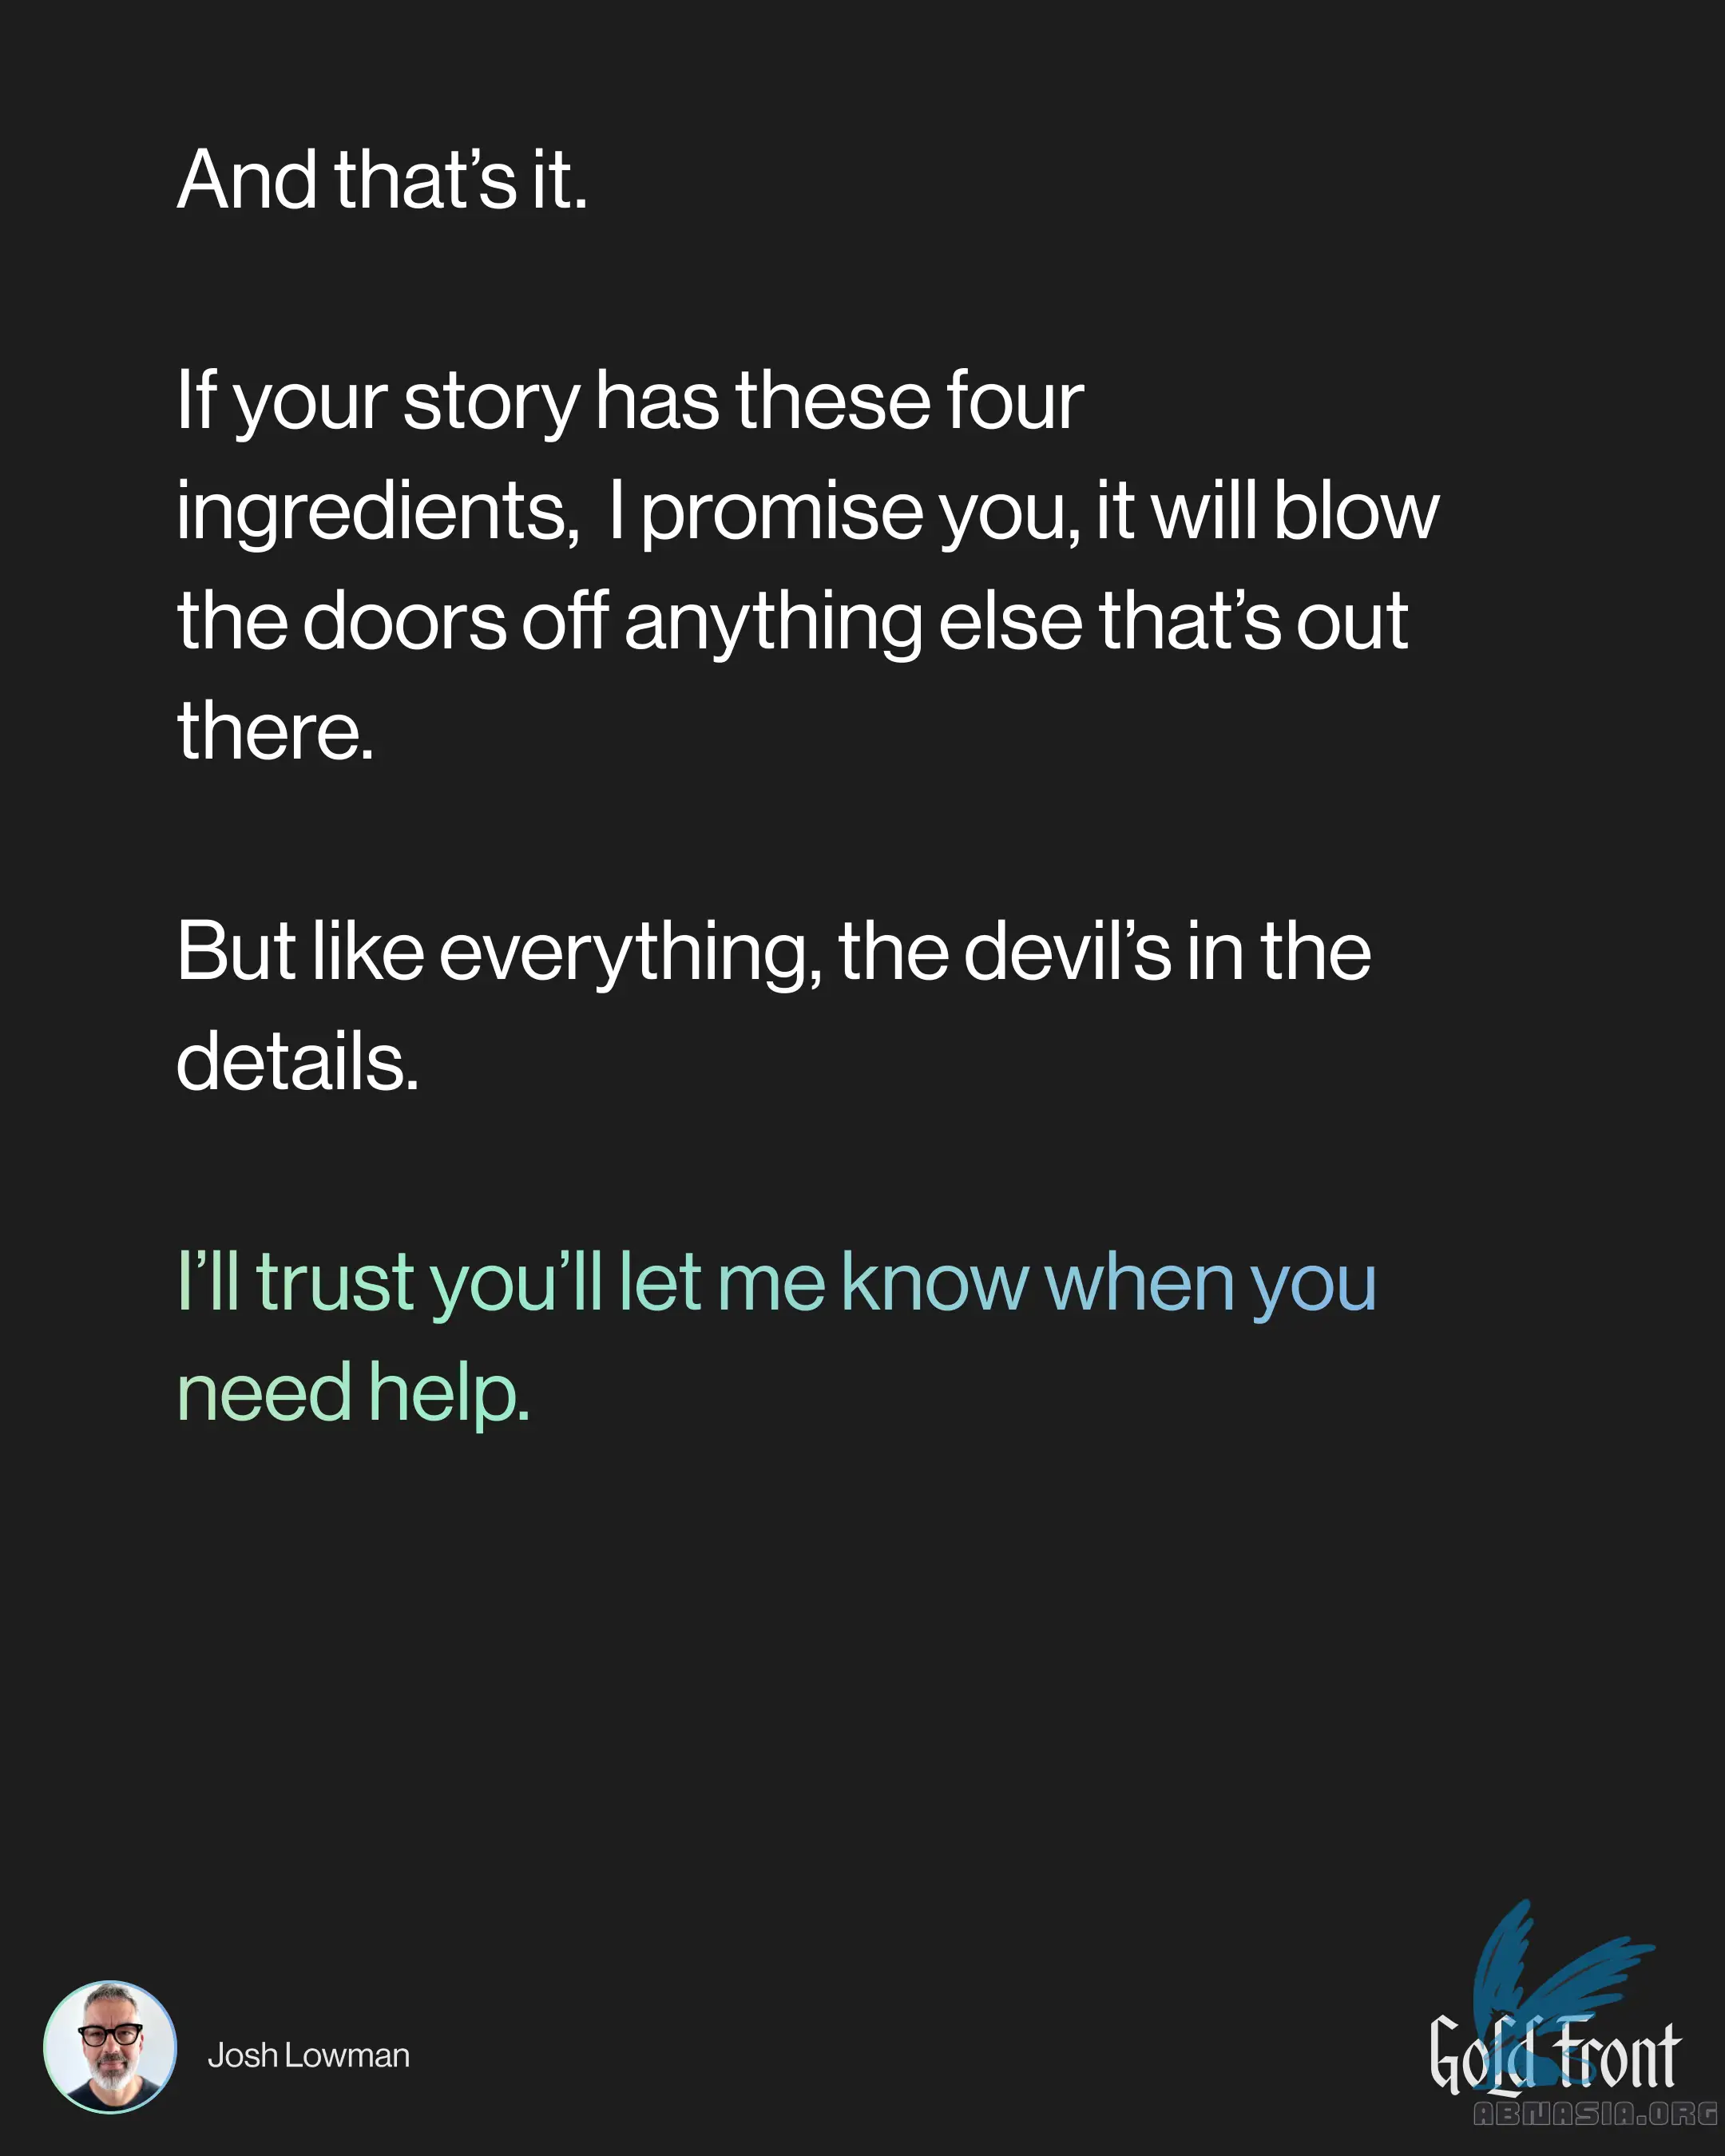 And that’s it.
If your story has these four
ingredients,  I promise you, it will blow
the doors off anything else that’s out
there.
But like everything, the devil’s in the
details.
I’ll trust you’ll let me know when you
need help.
Josh Lowman
Gold Front
ABNASIA.ORG